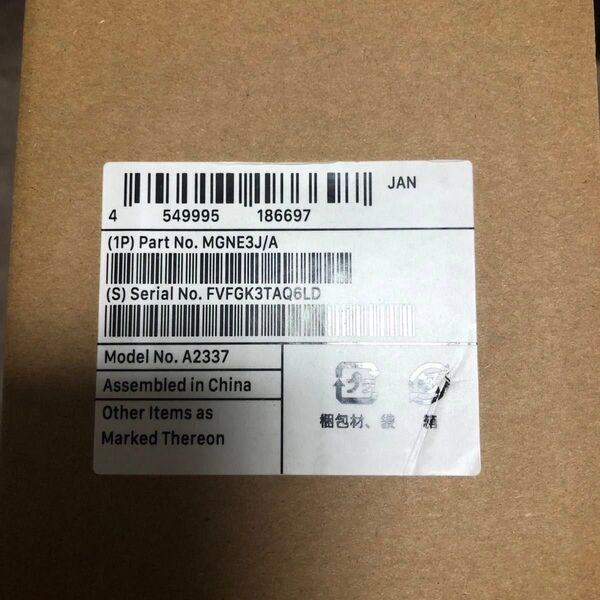 JAN
4 549995 186697
(1P) Part No. MGNE3J/A
(S) Serial No. FVFGK3TAQ6LD
Model No. A2337
Assembled in China
Other Items as
Marked Thereon
梱包材、袋 箱